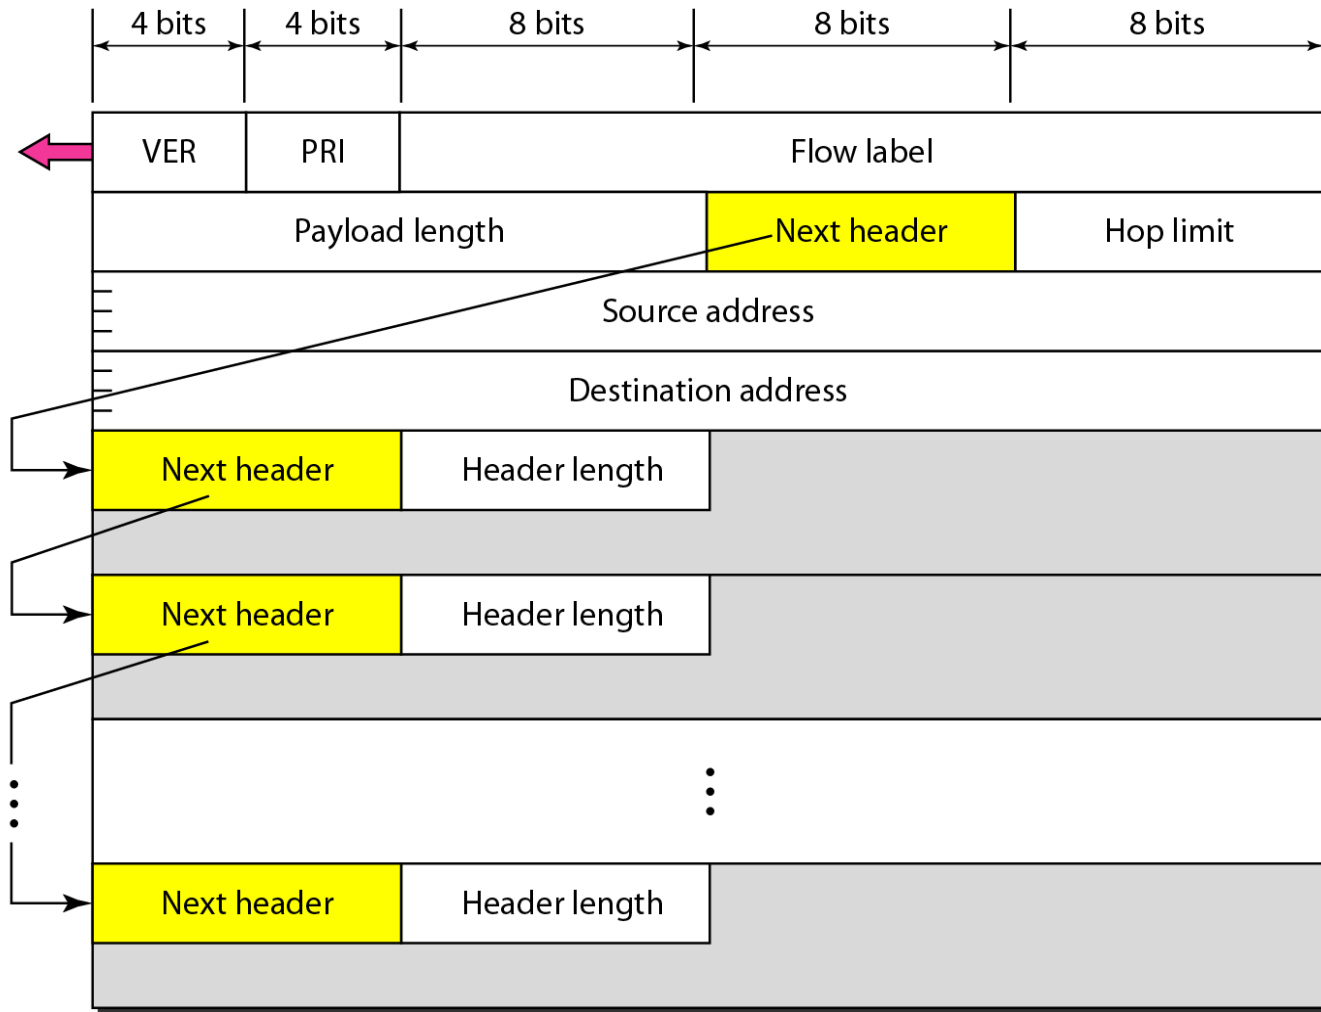 4 bits 4 bits 8 bits 8 bits 8 bits
VER PRI Flow label
Payload length Next header Hop limit
Source address
Destination address
Next header Header length
Next header Header length
Next header Header length